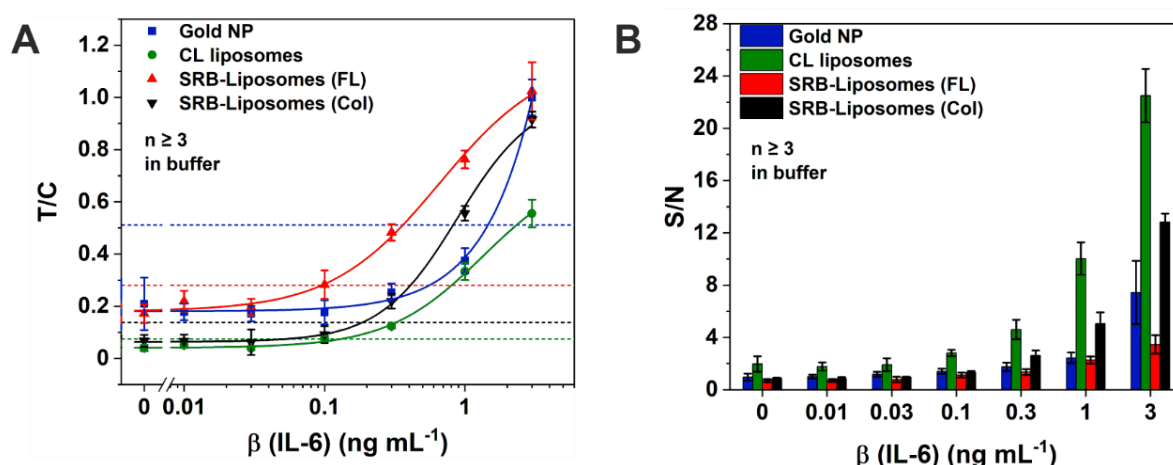 A
T/C
1.2
1.0
0.8
0.6
0.4
0.2
0
Gold NP
CL liposomes
SRB-Liposomes (FL)
SRB-Liposomes (Col)
n ≥ 3
in buffer
0 0.01 0.1 1
β (IL-6) (ng mL⁻¹)
B
S/N
28
24
20
16
12
8
4
0
Gold NP
CL liposomes
SRB-Liposomes (FL)
SRB-Liposomes (Col)
n ≥ 3
in buffer
0 0.01 0.03 0.1 0.3 1 3
β (IL-6) (ng mL⁻¹)